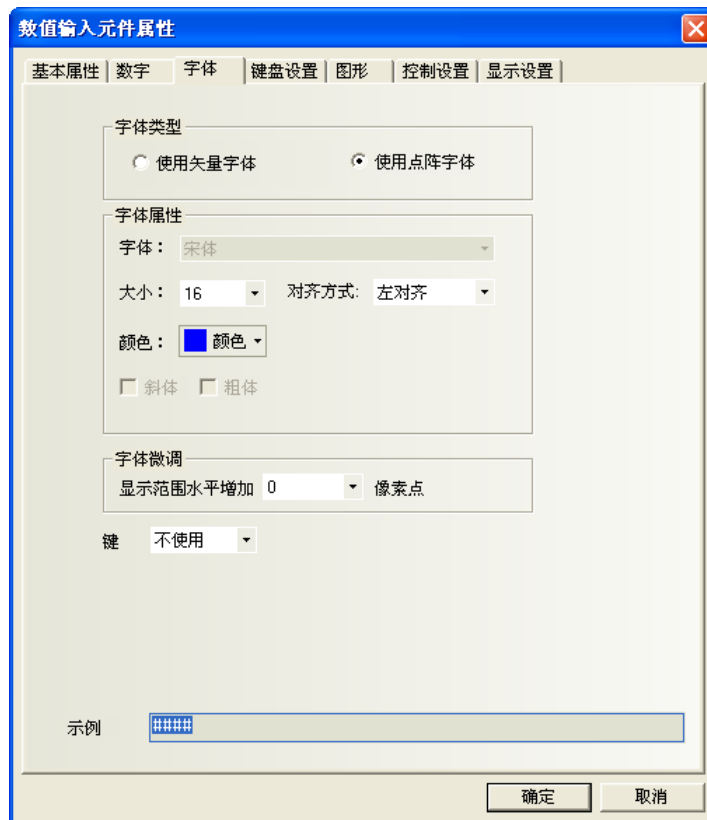 数值输入元件属性
基本属性 数字 字体 键盘设置 图形 控制设置 显示设置
字体类型
使用矢量字体 使用点阵字体
字体属性
字体： 宋体
大小： 16 对齐方式: 左对齐
颜色： 颜色
斜体 粗体
字体微调
显示范围水平增加 0 像素点
键 不使用
示例 ####
确定 取消